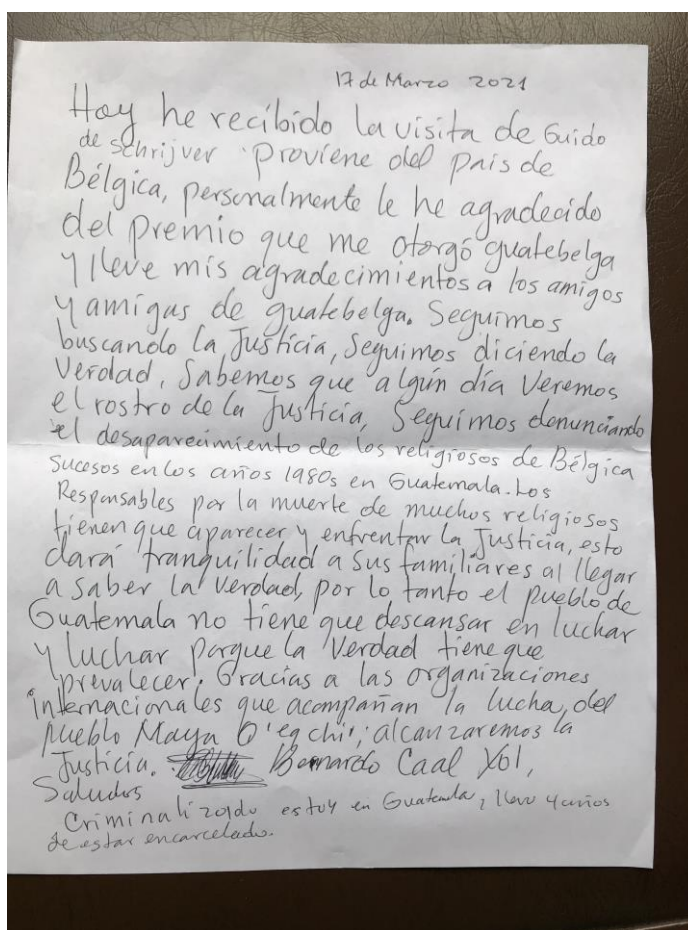 17 de Marzo 2021
Hoy he recibido la visita de Guido
de schrijver. Proviene del país de
Bélgica, personalmente le he agradecido
del premio que me otorgó guatebelga
y lleve mis agradecimientos a los amigos
y amigas de guatebelga. Seguimos
buscando la Justicia, Seguimos diciendo la
Verdad, Sabemos que algún día Veremos
el rostro de la Justicia, Seguimos denunciando
el desaparecimiento de los religiosos de Bélgica
Sucesos en los años 1980s en Guatemala. Los
Responsables por la muerte de muchos religiosos
tienen que aparecer y enfrentar la Justicia, esto
dará tranquilidad a sus familiares al llegar
a saber la verdad, por lo tanto el pueblo de
Guatemala no tiene que descansar en luchar
y luchar porque la Verdad tiene que
prevalecer. Gracias a las organizaciones
internacionales que acompañan la lucha del
pueblo Maya Q'eqchi'; alcanzaremos la
Justicia. Bernardo Caal Xol,
Saludos
Criminalizado estoy en Guatemala, llevo 4 años
de estar encarcelado.